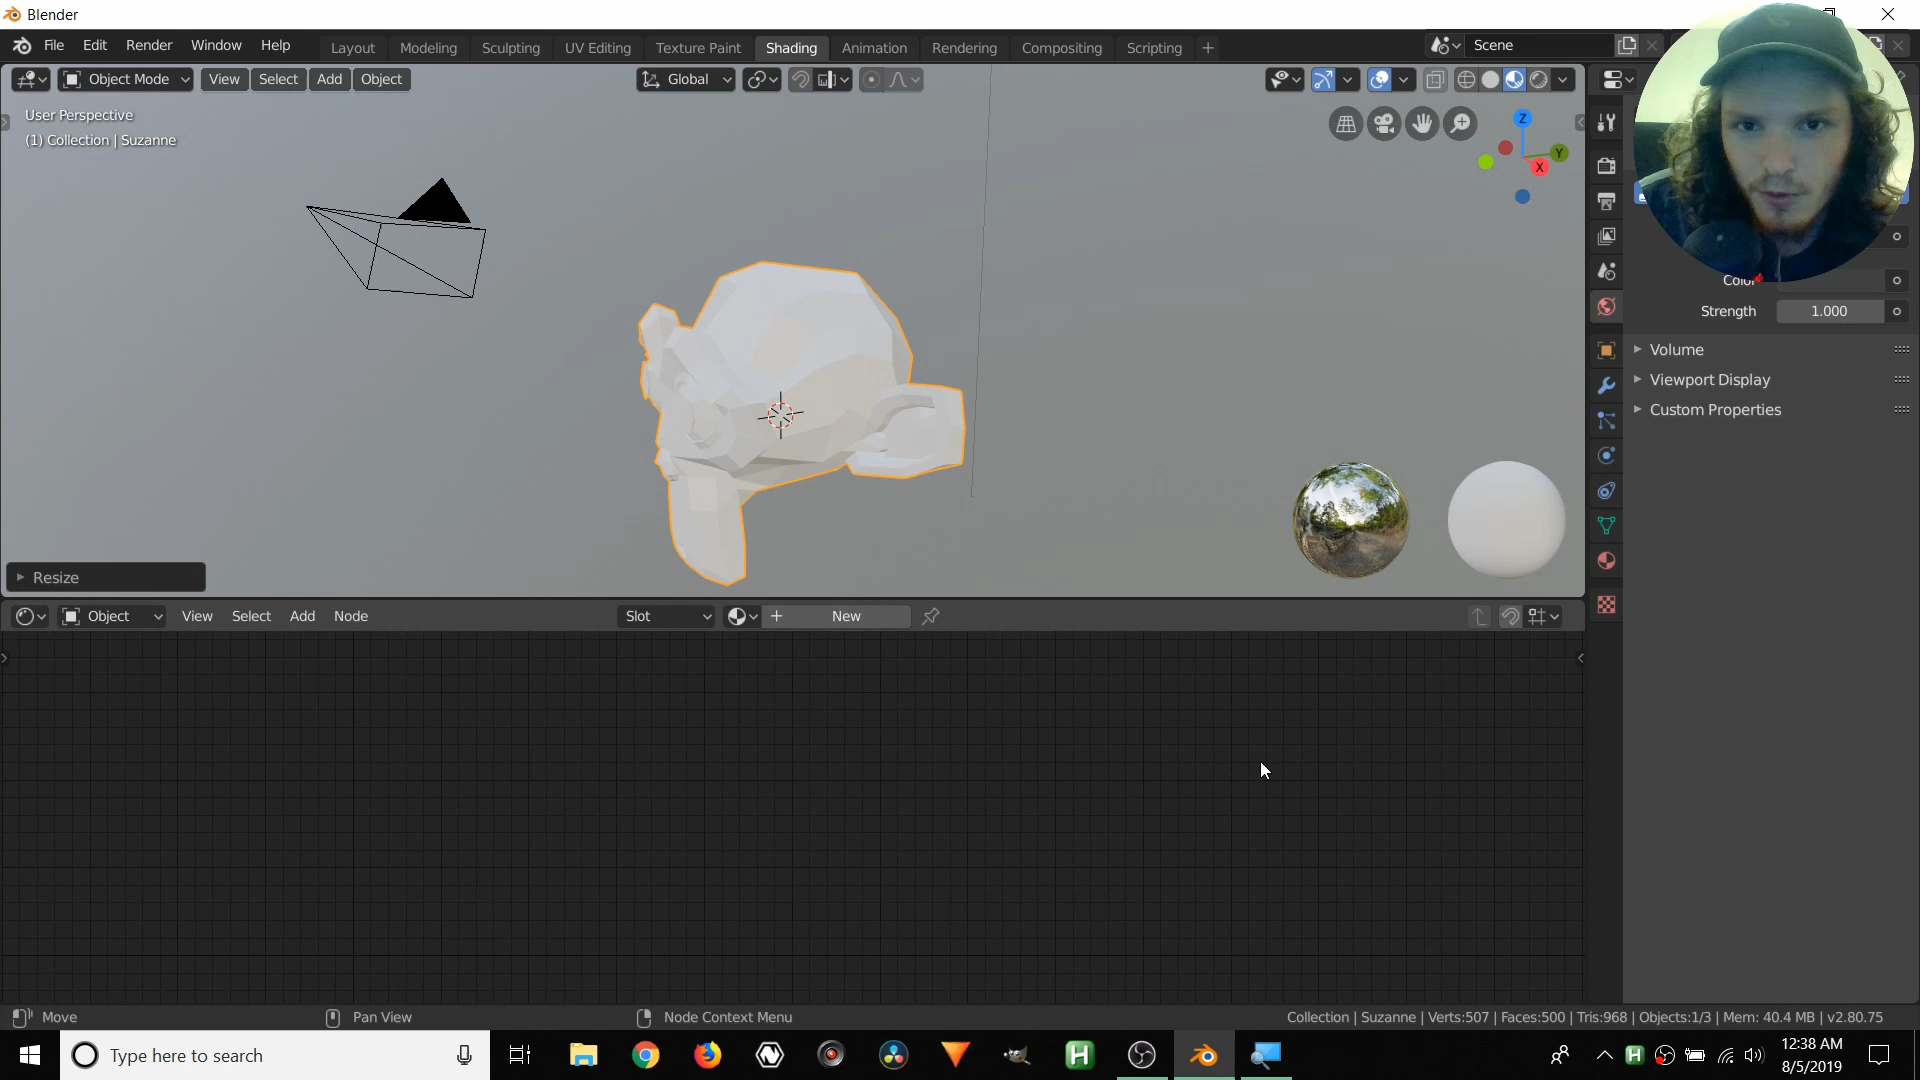 Blender
File Edit Render Window Help
Layout Modeling Sculpting UV Editing Texture Paint Shading Animation Rendering Compositing Scripting +
Scene
Object Mode View Select Add Object
Global
User Perspective
(1) Collection | Suzanne
Z
Y
X
Color
Strength 1.000
Volume
Viewport Display
Custom Properties
Resize
Object View Select Add Node
Slot
+ New
Move
Pan View
Node Context Menu
Collection | Suzanne | Verts:507 | Faces:500 | Tris:968 | Objects:1/3 | Mem: 40.4 MB | v2.80.75
Type here to search
H
H
12:38 AM
8/5/2019